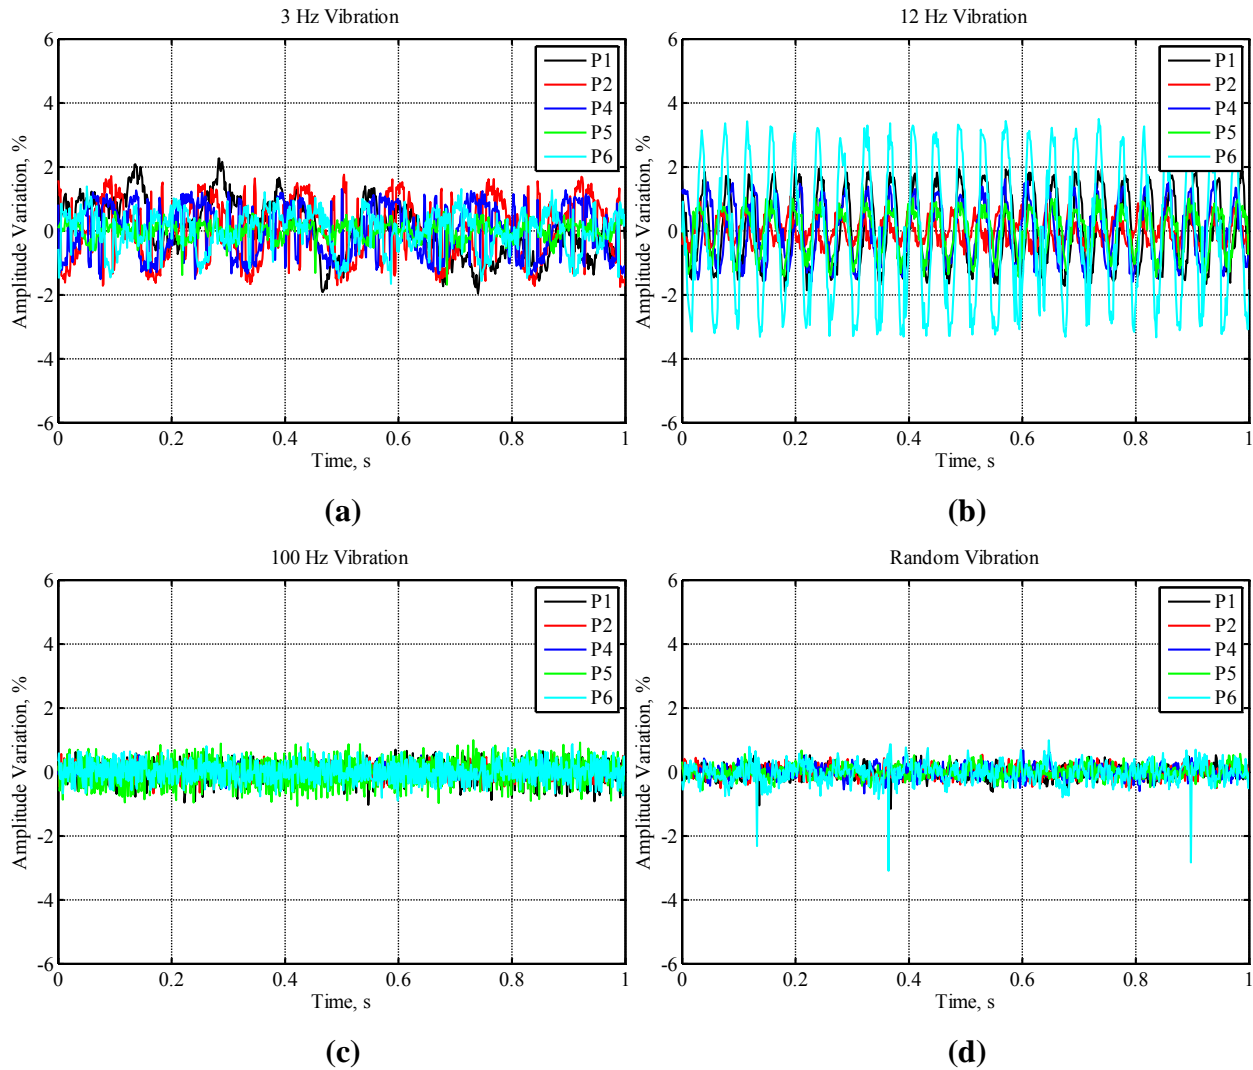 3 Hz Vibration
6
4
2
0
-2
-4
-6
Amplitude Variation, %
P1
P2
P4
P5
P6
0 0.2 0.4 0.6 0.8 1
Time, s
(a)
12 Hz Vibration
6
4
2
0
-2
-4
-6
Amplitude Variation, %
P1
P2
P4
P5
P6
0 0.2 0.4 0.6 0.8 1
Time, s
(b)
100 Hz Vibration
6
4
2
0
-2
-4
-6
Amplitude Variation, %
P1
P2
P4
P5
P6
0 0.2 0.4 0.6 0.8 1
Time, s
(c)
Random Vibration
6
4
2
0
-2
-4
-6
Amplitude Variation, %
P1
P2
P4
P5
P6
0 0.2 0.4 0.6 0.8 1
Time, s
(d)